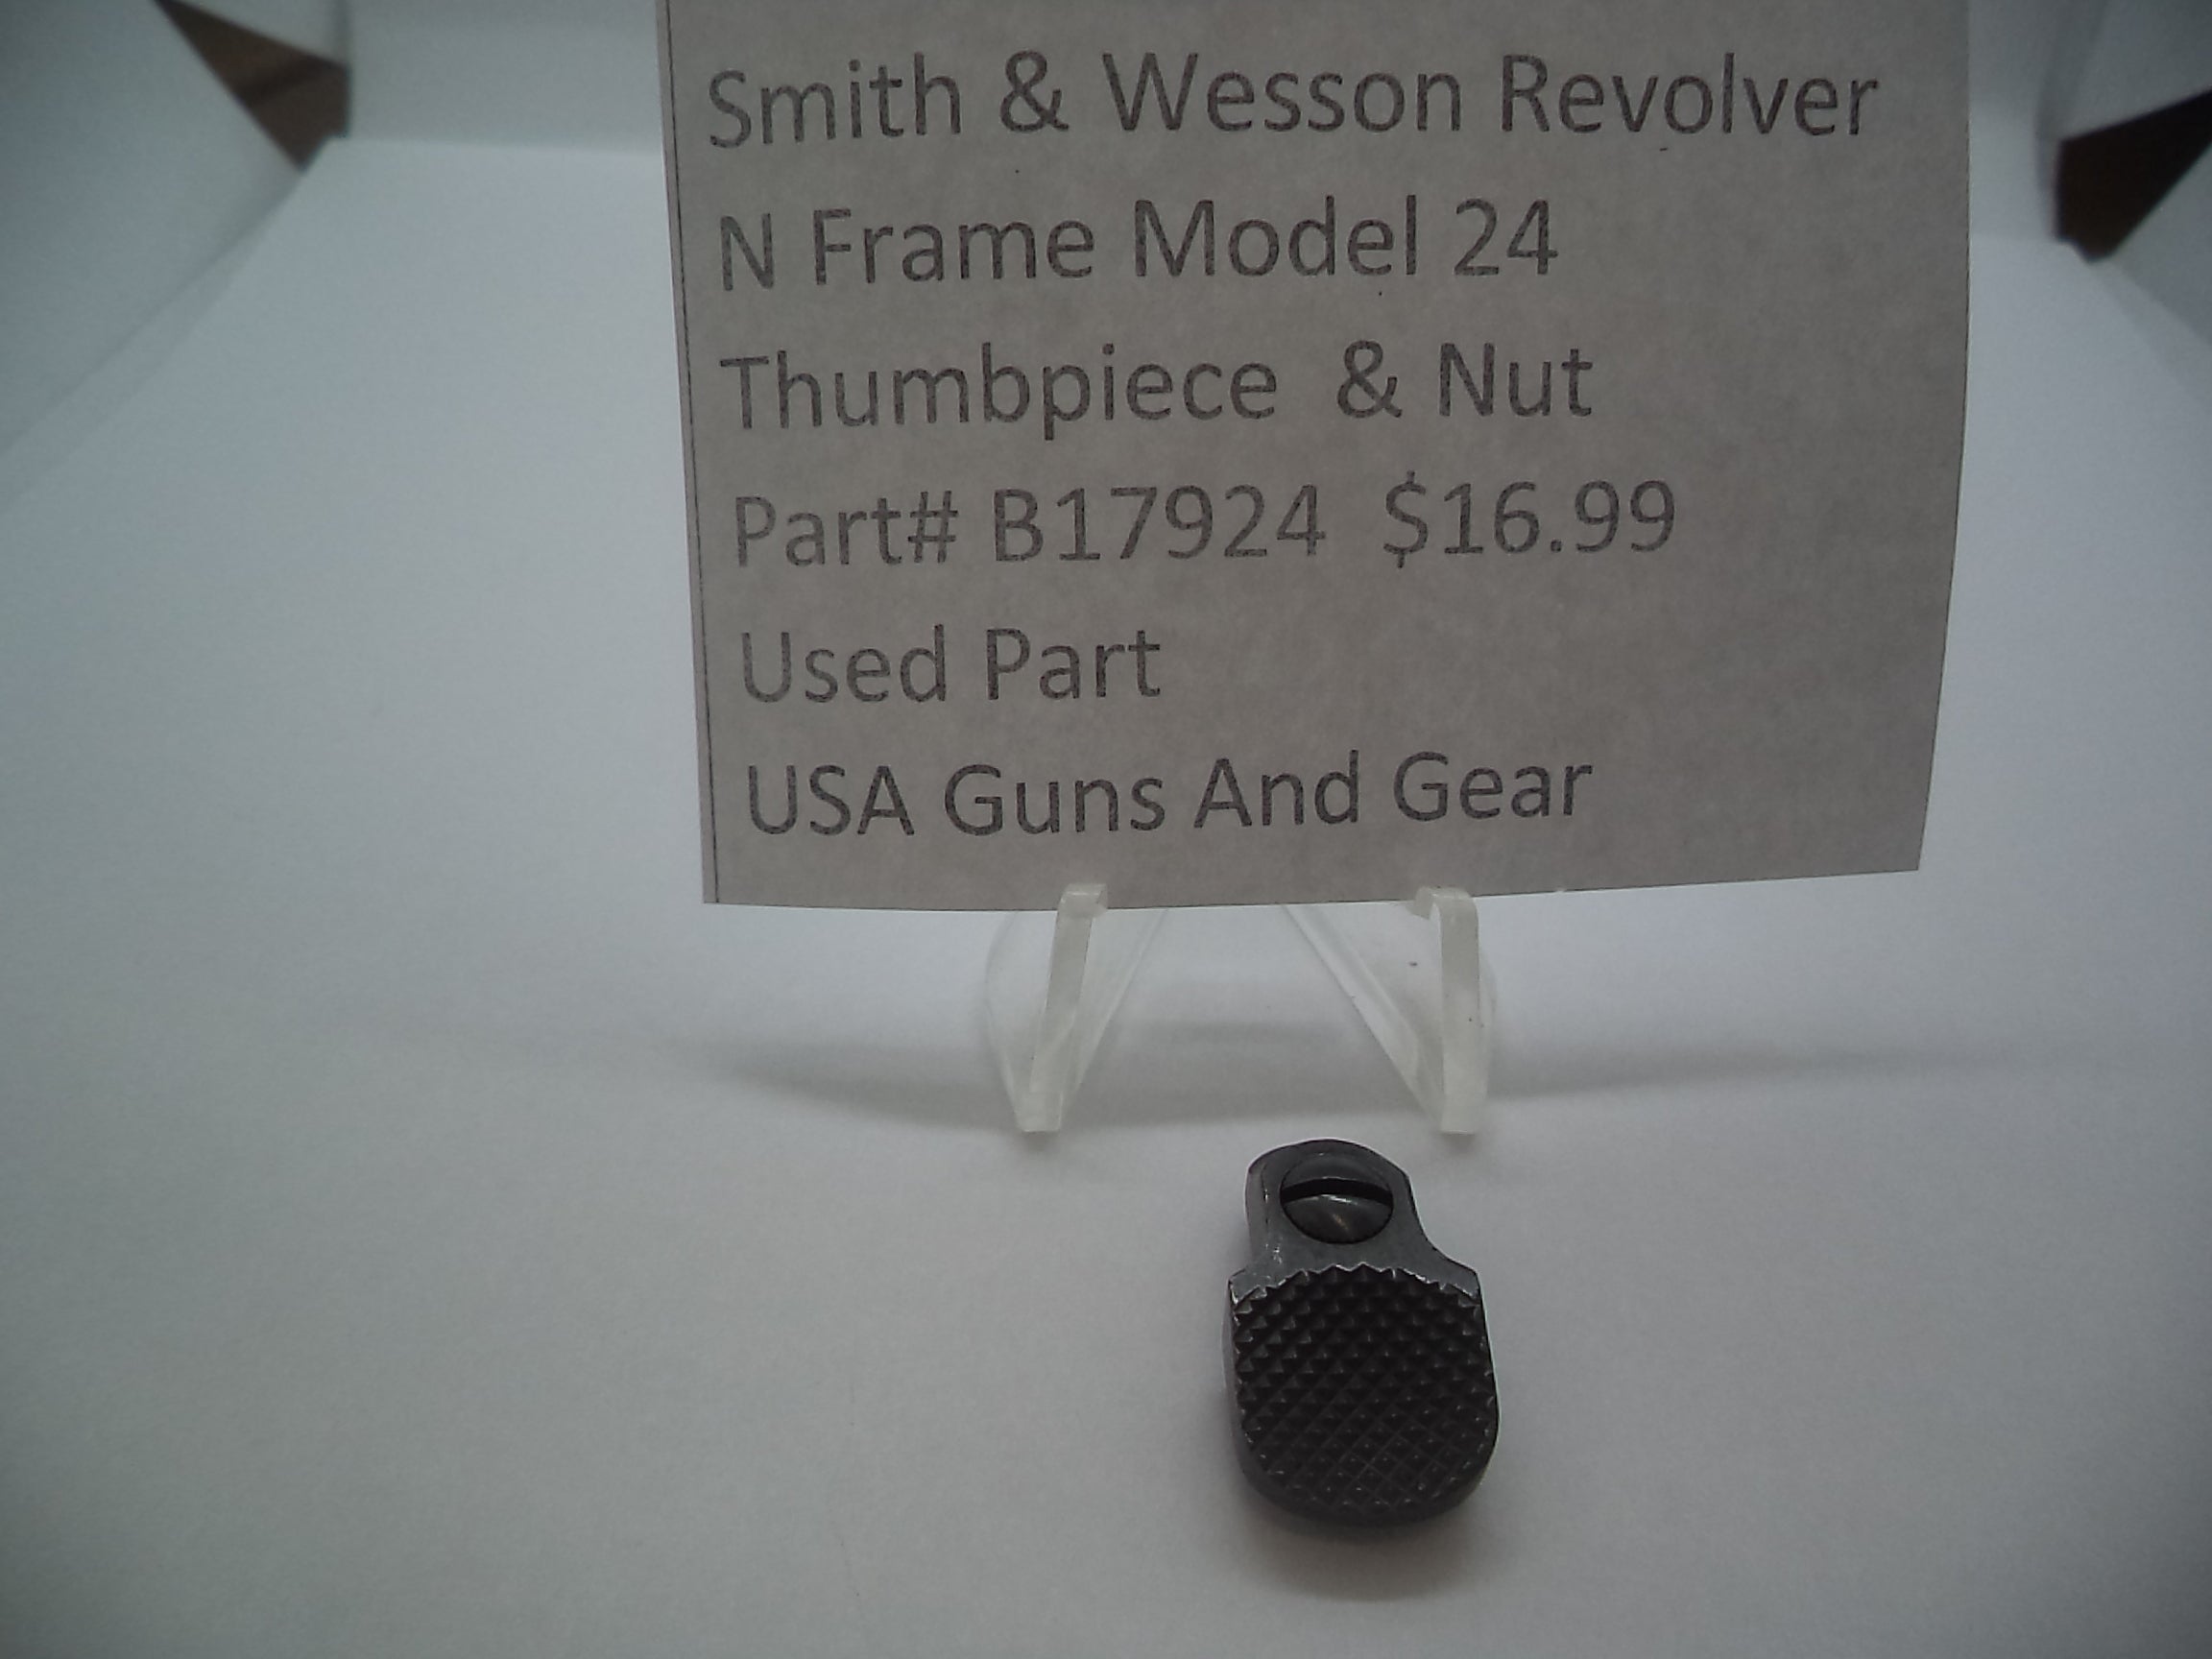 Smith & Wesson Revolver
N Frame Model 24
Thumbpiece & Nut
Part# B17924 $16.99
Used Part
USA Guns And Gear